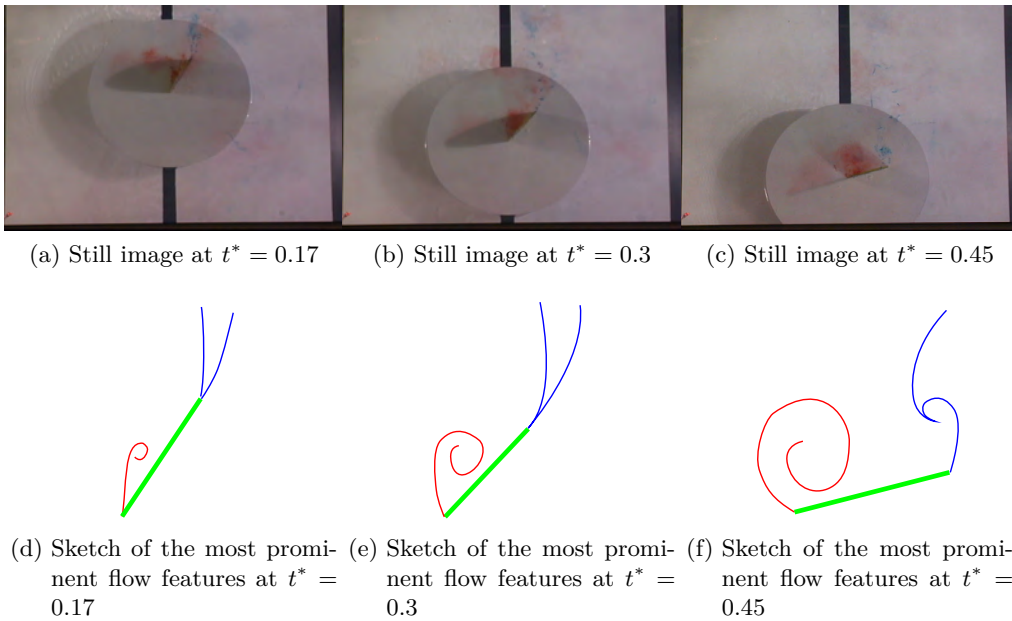 (a) Still image at t* = 0.17
(b) Still image at t* = 0.3
(c) Still image at t* = 0.45
(d) Sketch of the most promi-
nent flow features at t* =
0.17
(e) Sketch of the most promi-
nent flow features at t* =
0.3
(f) Sketch of the most promi-
nent flow features at t* =
0.45